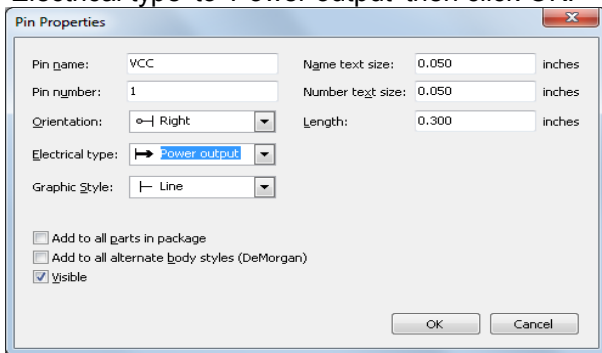 Electrical type to Power output then click OK.
Pin Properties
Pin name: VCC Name text size: 0.050 inches
Pin number: 1 Number text size: 0.050 inches
Orientation: Right Length: 0.300 inches
Electrical type: Power output
Graphic Style: Line
Add to all parts in package
Add to all alternate body styles (DeMorgan)
Visible
OK Cancel